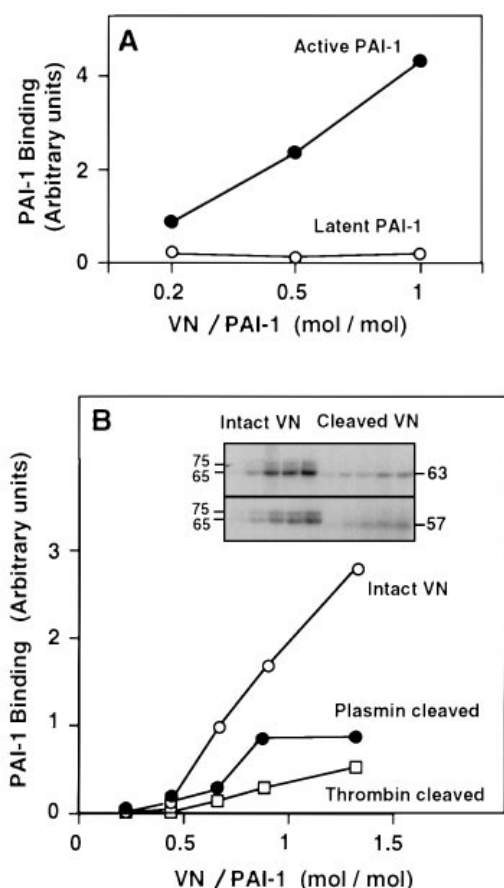 A
Active PAI-1
PAI-1 Binding
(Arbitrary units)
4
2
0
Latent PAI-1
0.2 0.5 1
VN / PAI-1 (mol / mol)
B
Intact VN Cleaved VN
75
65
63
75
65
57
PAI-1 Binding (Arbitrary units)
3
2
1
0
Intact VN
Plasmin cleaved
Thrombin cleaved
0 0.5 1 1.5
VN / PAI-1 (mol / mol)